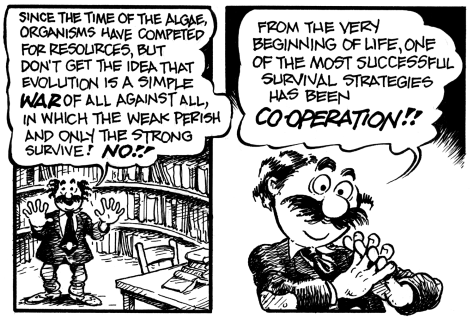 SINCE THE TIME OF THE ALGAE,
ORGANISMS HAVE COMPETED
FOR RESOURCES, BUT
DON'T GET THE IDEA THAT
EVOLUTION IS A SIMPLE
WAR OF ALL AGAINST ALL,
IN WHICH THE WEAK PERISH
AND ONLY THE STRONG
SURVIVE! NO!!
FROM THE VERY
BEGINNING OF LIFE, ONE
OF THE MOST SUCCESSFUL
SURVIVAL STRATEGIES
HAS BEEN
CO-OPERATION!!